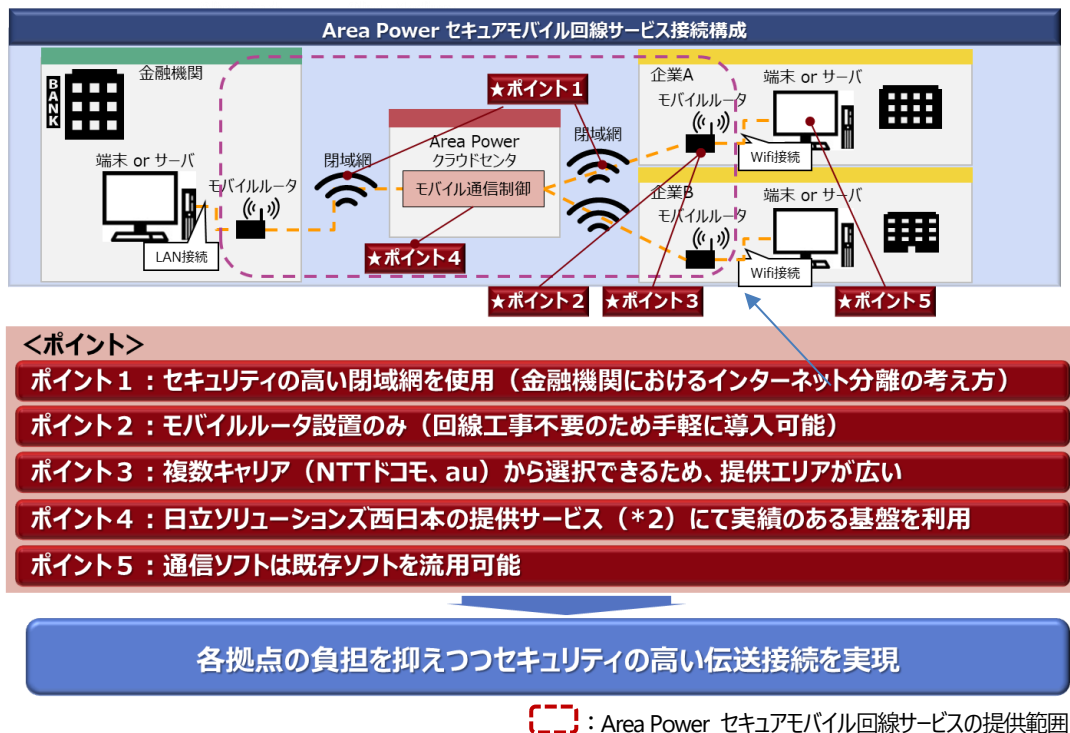 Area Power セキュアモバイル回線サービス接続構成
金融機関
BANK
端末 or サーバ
モバイルルータ
LAN接続
閉域網
★ポイント1
Area Power
クラウドセンタ
モバイル通信制御
★ポイント4
閉域網
企業A
モバイルルータ
端末 or サーバ
Wifi接続
企業B
モバイルルータ
端末 or サーバ
Wifi接続
★ポイント2
★ポイント3
★ポイント5
<ポイント>
ポイント1:セキュリティの高い閉域網を使用(金融機関におけるインターネット分離の考え方)
ポイント2:モバイルルータ設置のみ(回線工事不要のため手軽に導入可能)
ポイント3:複数キャリア(NTTドコモ、au)から選択できるため、提供エリアが広い
ポイント4:日立ソリューションズ西日本の提供サービス(*2)にて実績のある基盤を利用
ポイント5:通信ソフトは既存ソフトを流用可能
各拠点の負担を抑えつつセキュリティの高い伝送接続を実現
:Area Power セキュアモバイル回線サービスの提供範囲